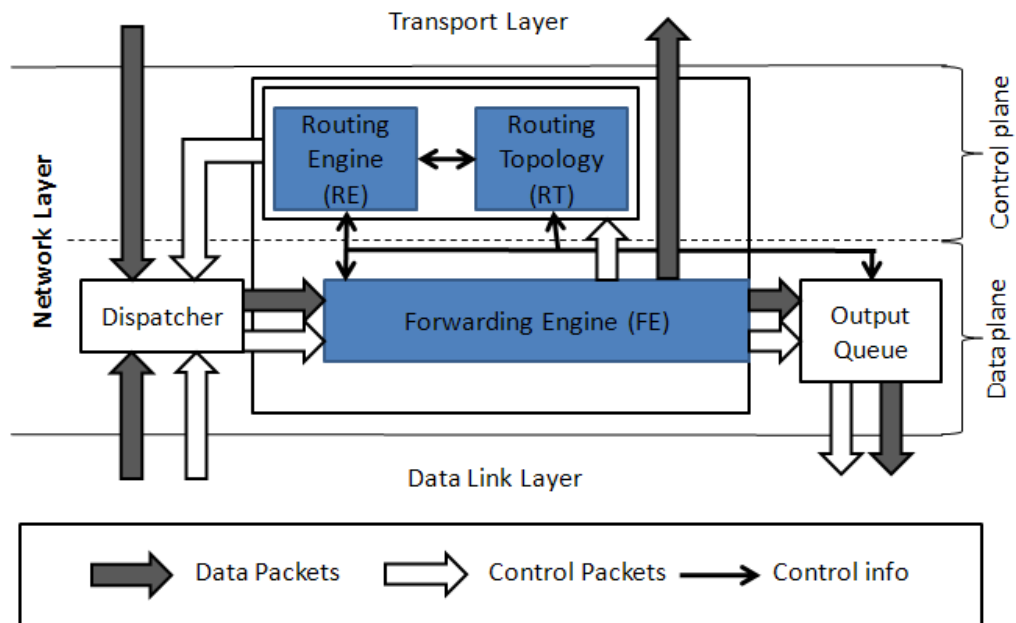 Transport Layer
Routing
Engine
(RE)
Routing
Topology
(RT)
Control plane
Network Layer
Dispatcher
Forwarding Engine (FE)
Output
Queue
Data plane
Data Link Layer
Data Packets
Control Packets
Control info